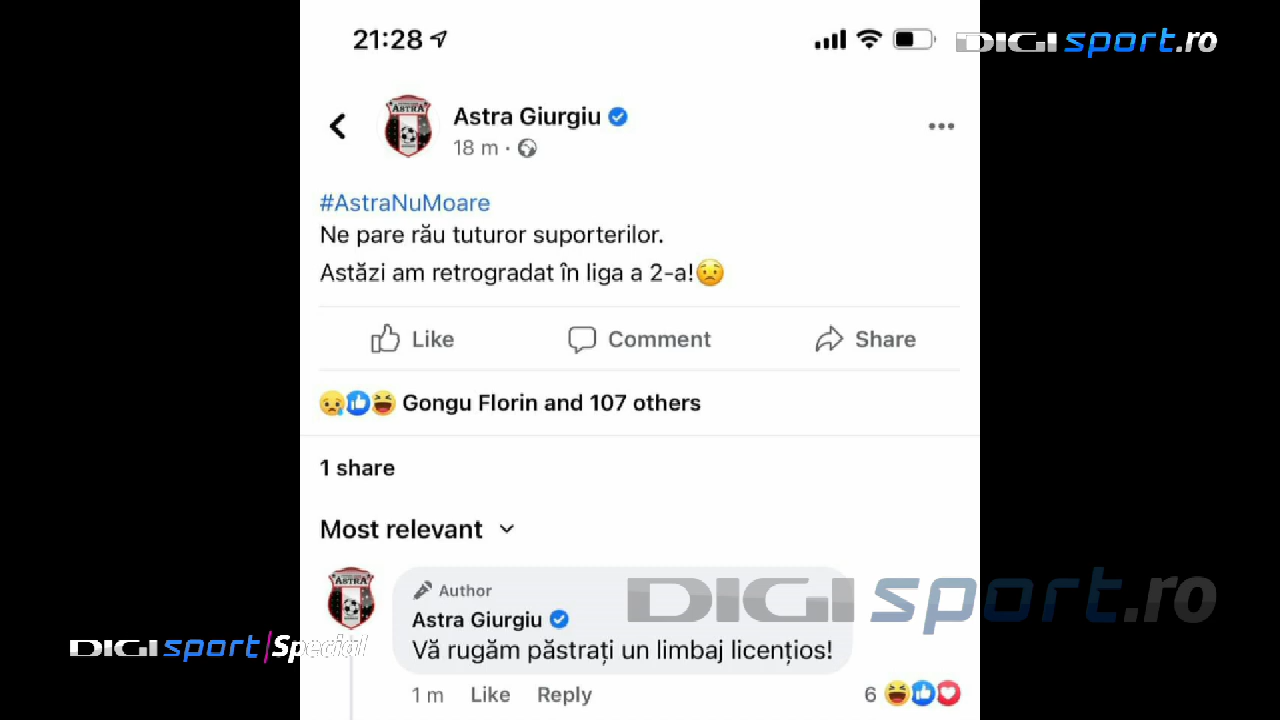 21:28
DIGI sport.ro
ASTRA
Astra Giurgiu
18 m ·
#AstraNuMoare
Ne pare rău tuturor suporterilor.
Astăzi am retrogradat în liga a 2-a!😟
Like Comment Share
Gongu Florin and 107 others
1 share
Most relevant
ASTRA
Author
Astra Giurgiu
Vă rugăm păstrați un limbaj licențios!
DIGI sport.ro
DIGI sport|Special
1 m Like Reply 6